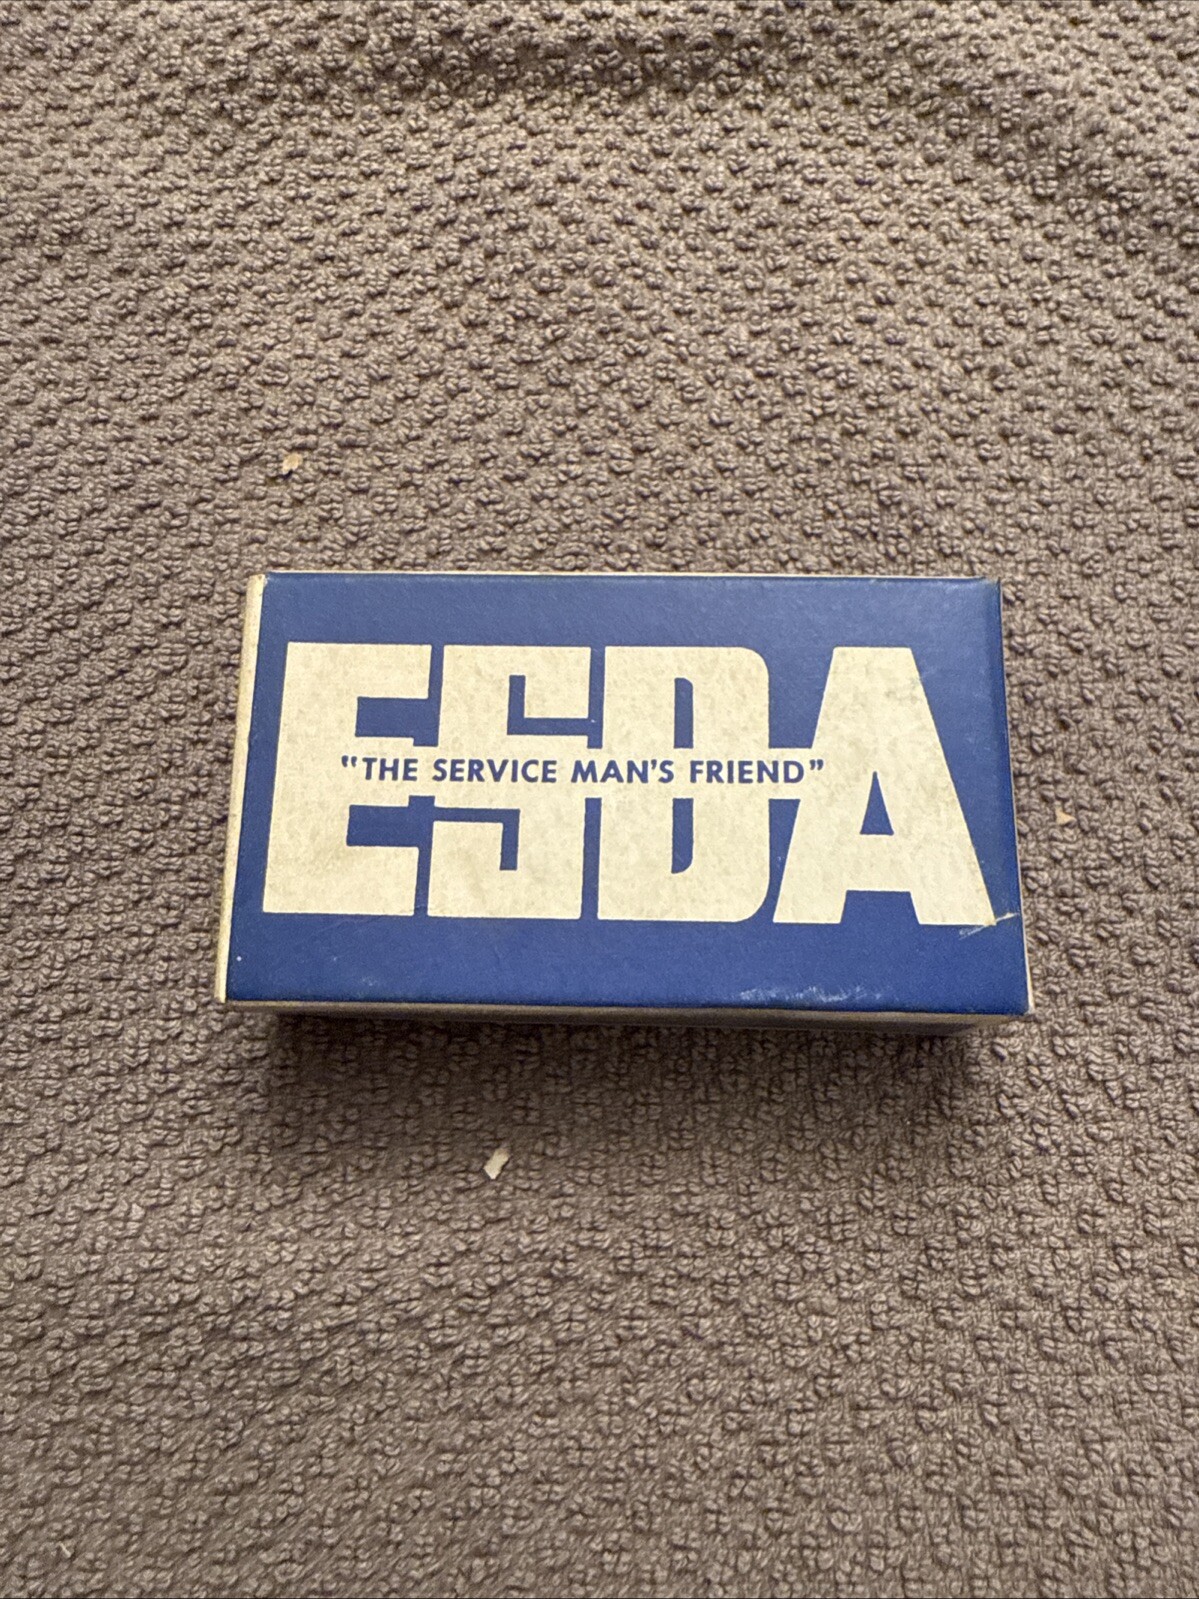 ESDA
“THE SERVICE MAN'S FRIEND”